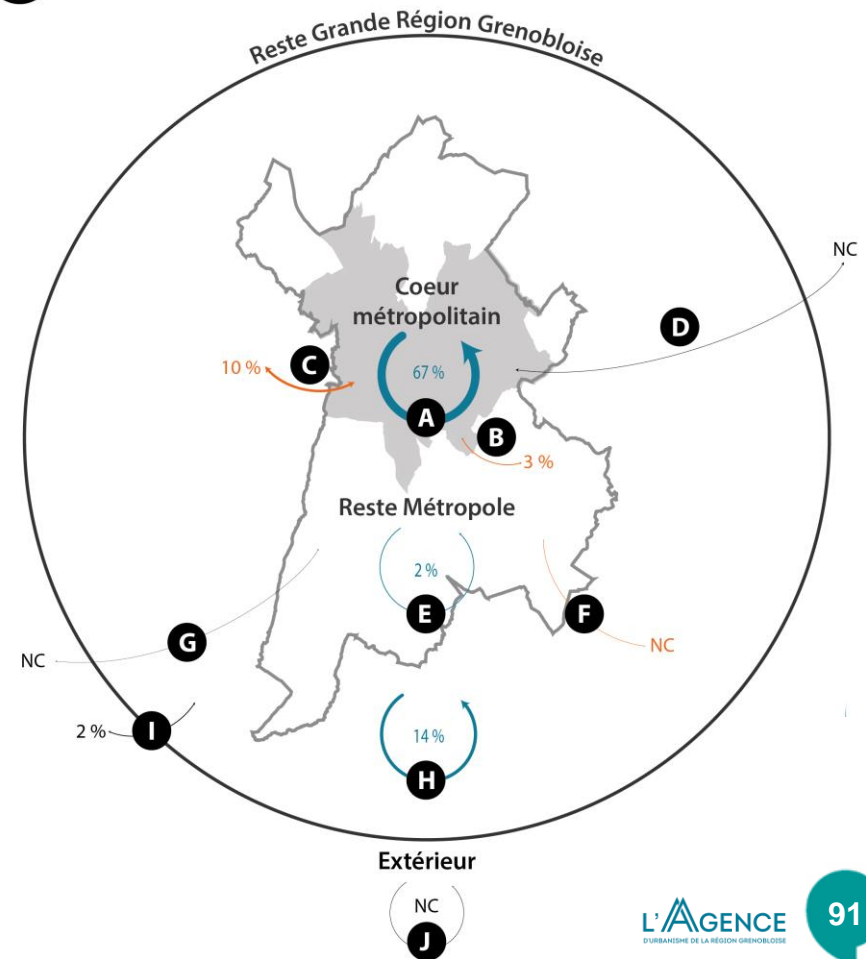 Reste Grande Région Grenobloise
NC
Coeur
métropolitain
D
C
10 %
67 %
A
B
3 %
Reste Métropole
2 %
E
F
G
NC
NC
I
2 %
14 %
H
Extérieur
NC
J
L'AGENCE
D'URBANISME DE LA RÉGION GRENOBLOISE
91